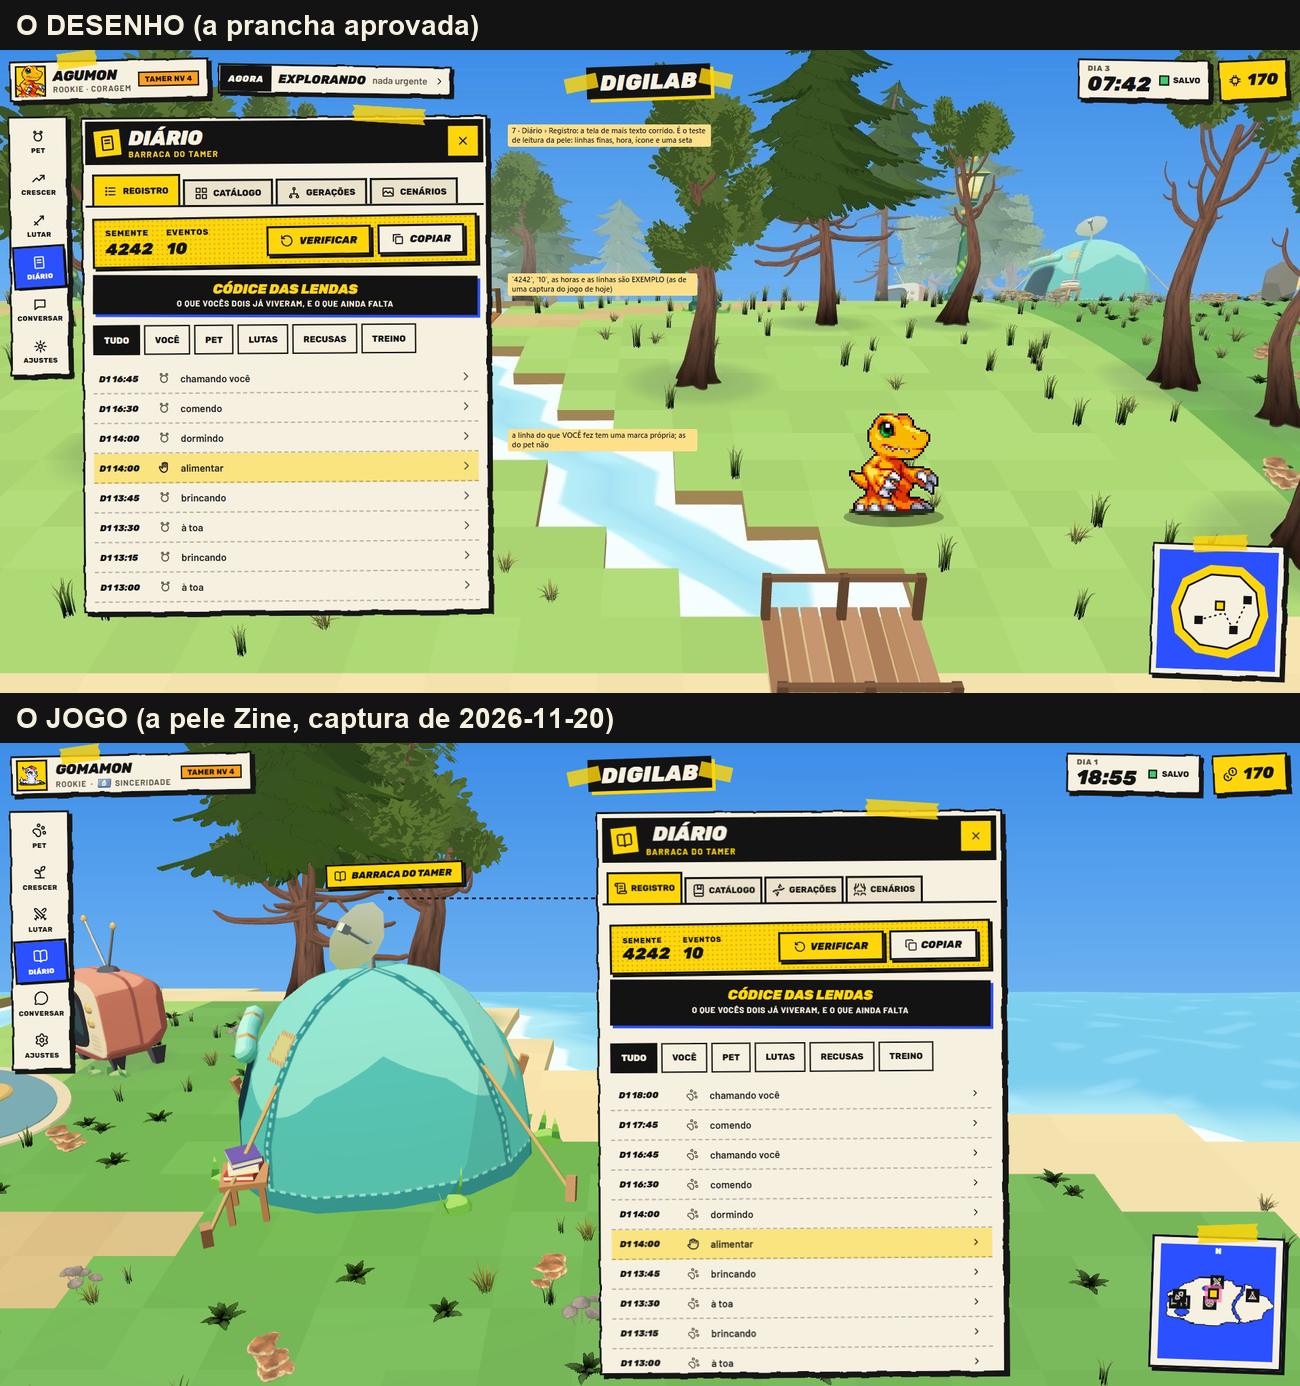 O DESENHO (a prancha aprovada)
AGUMON
ROOKIE · CORAGEM
TAMER NV 4
AGORA EXPLORANDO nada urgente
DIGILAB
DIA 3
07:42
SALVO
170
PET
CRESCER
LUTAR
DIÁRIO
CONVERSAR
AJUSTES
DIÁRIO
BARRACA DO TAMER
REGISTRO
CATÁLOGO
GERAÇÕES
CENÁRIOS
SEMENTE
4242
EVENTOS
10
VERIFICAR
COPIAR
CÓDICE DAS LENDAS
O QUE VOCÊS DOIS JÁ VIVERAM, E O QUE AINDA FALTA
TUDO
VOCÊ
PET
LUTAS
RECUSAS
TREINO
D1 16:45 chamando você
D1 16:30 comendo
D1 14:00 dormindo
D1 14:00 alimentar
D1 13:45 brincando
D1 13:30 à toa
D1 13:15 brincando
D1 13:00 à toa
7 · Diário › Registro: a tela de mais texto corrido. É o teste
de leitura da pele: linhas finas, hora, ícone e uma seta
'4242', '10', as horas e as linhas são EXEMPLO (as de
uma captura do jogo de hoje)
a linha do que VOCÊ fez tem uma marca própria; as
do pet não
O JOGO (a pele Zine, captura de 2026-11-20)
GOMAMON
ROOKIE · SINCERIDADE
TAMER NV 4
DIGILAB
DIA 1
18:55
SALVO
170
PET
CRESCER
LUTAR
DIÁRIO
CONVERSAR
AJUSTES
BARRACA DO TAMER
DIÁRIO
BARRACA DO TAMER
REGISTRO
CATÁLOGO
GERAÇÕES
CENÁRIOS
SEMENTE
4242
EVENTOS
10
VERIFICAR
COPIAR
CÓDICE DAS LENDAS
O QUE VOCÊS DOIS JÁ VIVERAM, E O QUE AINDA FALTA
TUDO
VOCÊ
PET
LUTAS
RECUSAS
TREINO
D1 18:00 chamando você
D1 17:45 comendo
D1 16:45 chamando você
D1 16:30 comendo
D1 14:00 dormindo
D1 14:00 alimentar
D1 13:45 brincando
D1 13:30 à toa
D1 13:15 brincando
D1 13:00 à toa
N